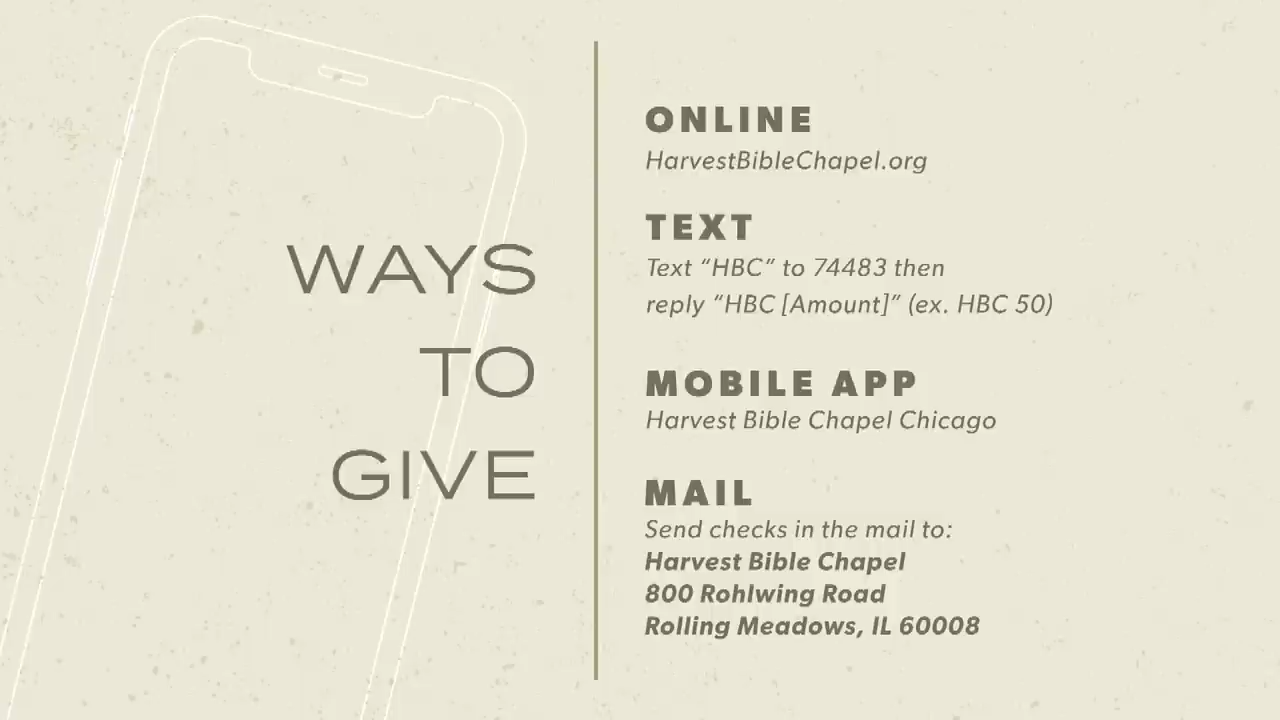 WAYS
TO
GIVE
ONLINE
HarvestBibleChapel.org
TEXT
Text “HBC” to 74483 then
reply “HBC [Amount]” (ex. HBC 50)
MOBILE APP
Harvest Bible Chapel Chicago
MAIL
Send checks in the mail to:
Harvest Bible Chapel
800 Rohlwing Road
Rolling Meadows, IL 60008